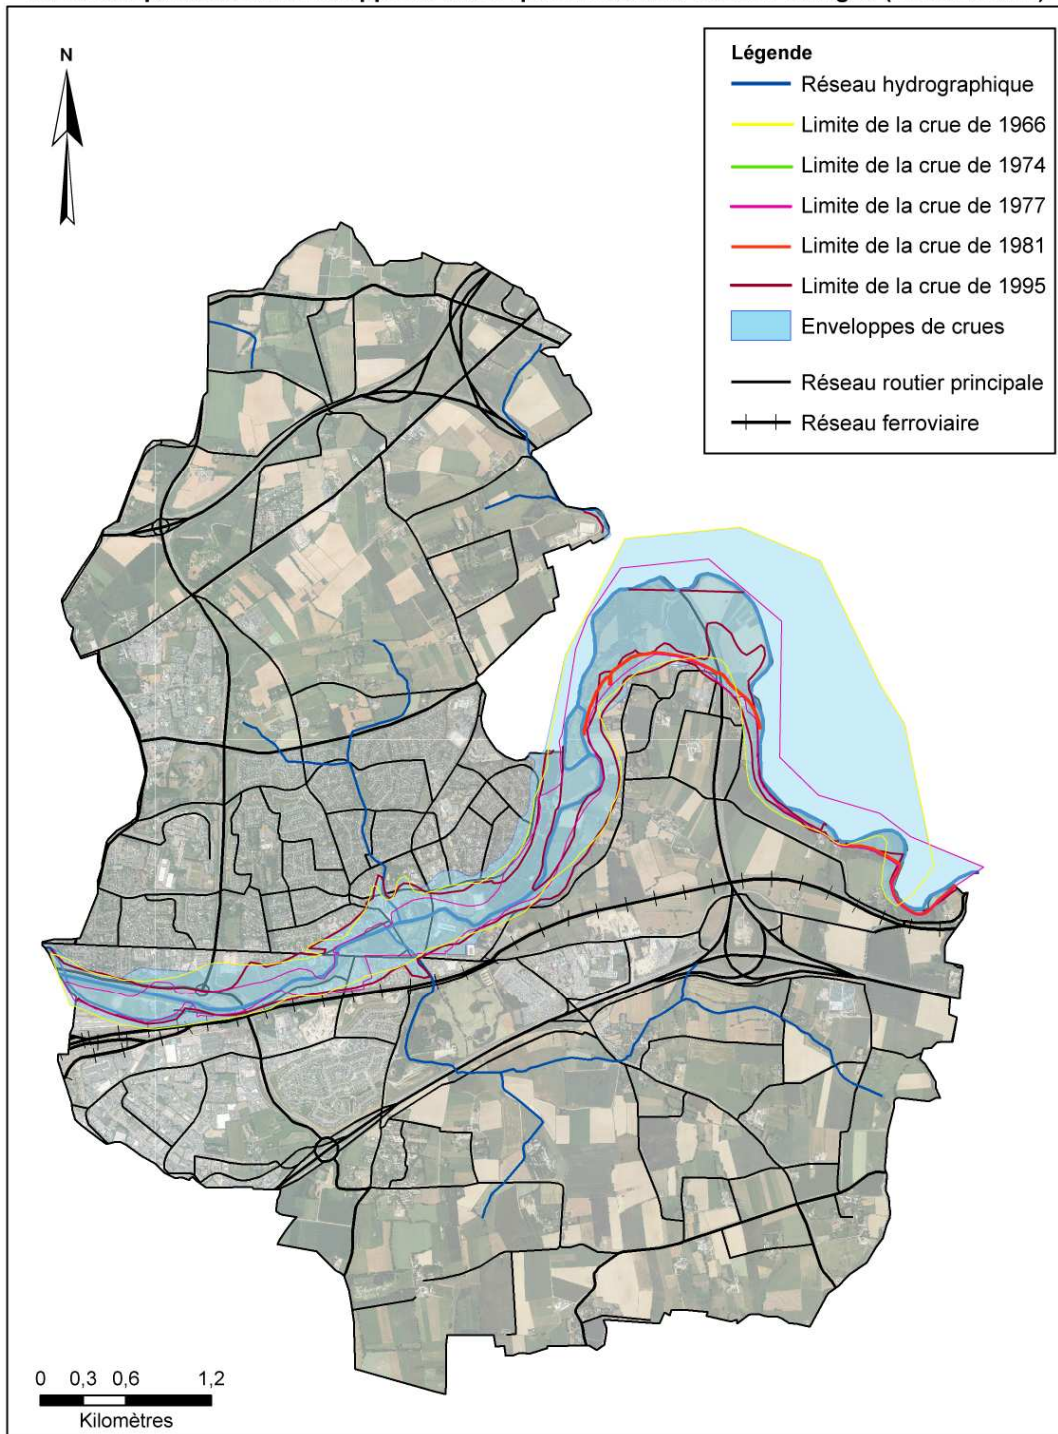 N
Légende
Réseau hydrographique
Limite de la crue de 1966
Limite de la crue de 1974
Limite de la crue de 1977
Limite de la crue de 1981
Limite de la crue de 1995
Enveloppes de crues
Réseau routier principale
Réseau ferroviaire
0 0,3 0,6 1,2
Kilomètres